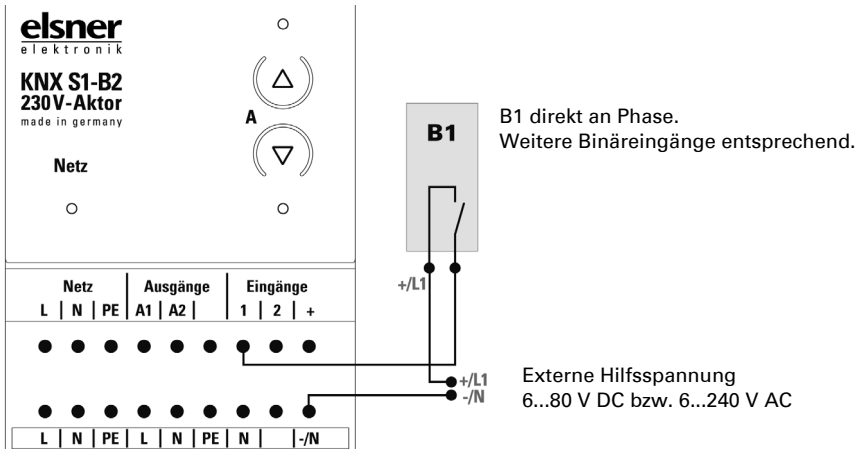 elsner
elektronik
KNX S1-B2
230V-Aktor
made in germany
A
Netz
B1
B1 direkt an Phase.
Weitere Binäreingänge entsprechend.
+/L1
Netz | Ausgänge | Eingänge
L | N | PE | A1 | A2 | | 1 | 2 | +
+/L1
-/N
Externe Hilfsspannung
6...80 V DC bzw. 6...240 V AC
L | N | PE | L | N | PE | N | | -/N